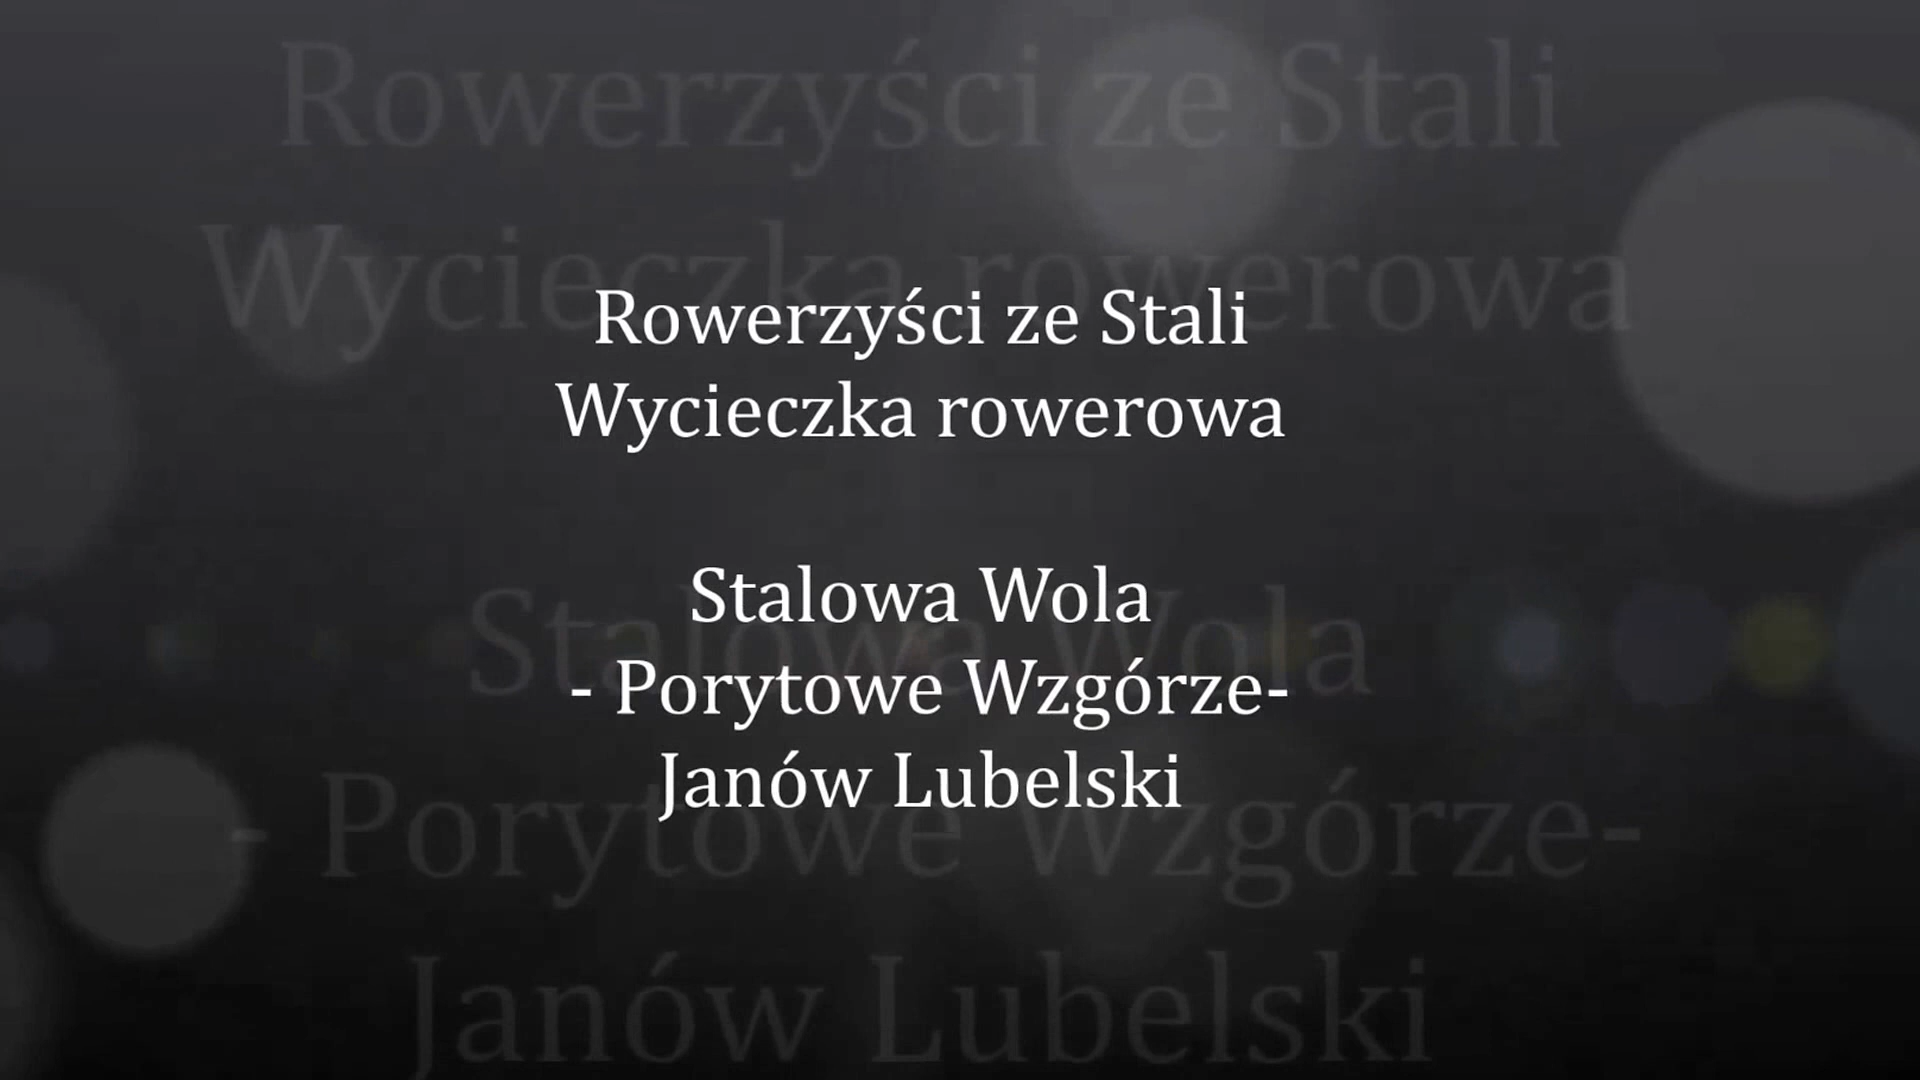 Rowerzyści ze Stali
Wycieczka rowerowa
Stalowa Wola
- Porytowe Wzgórze-
Janów Lubelski